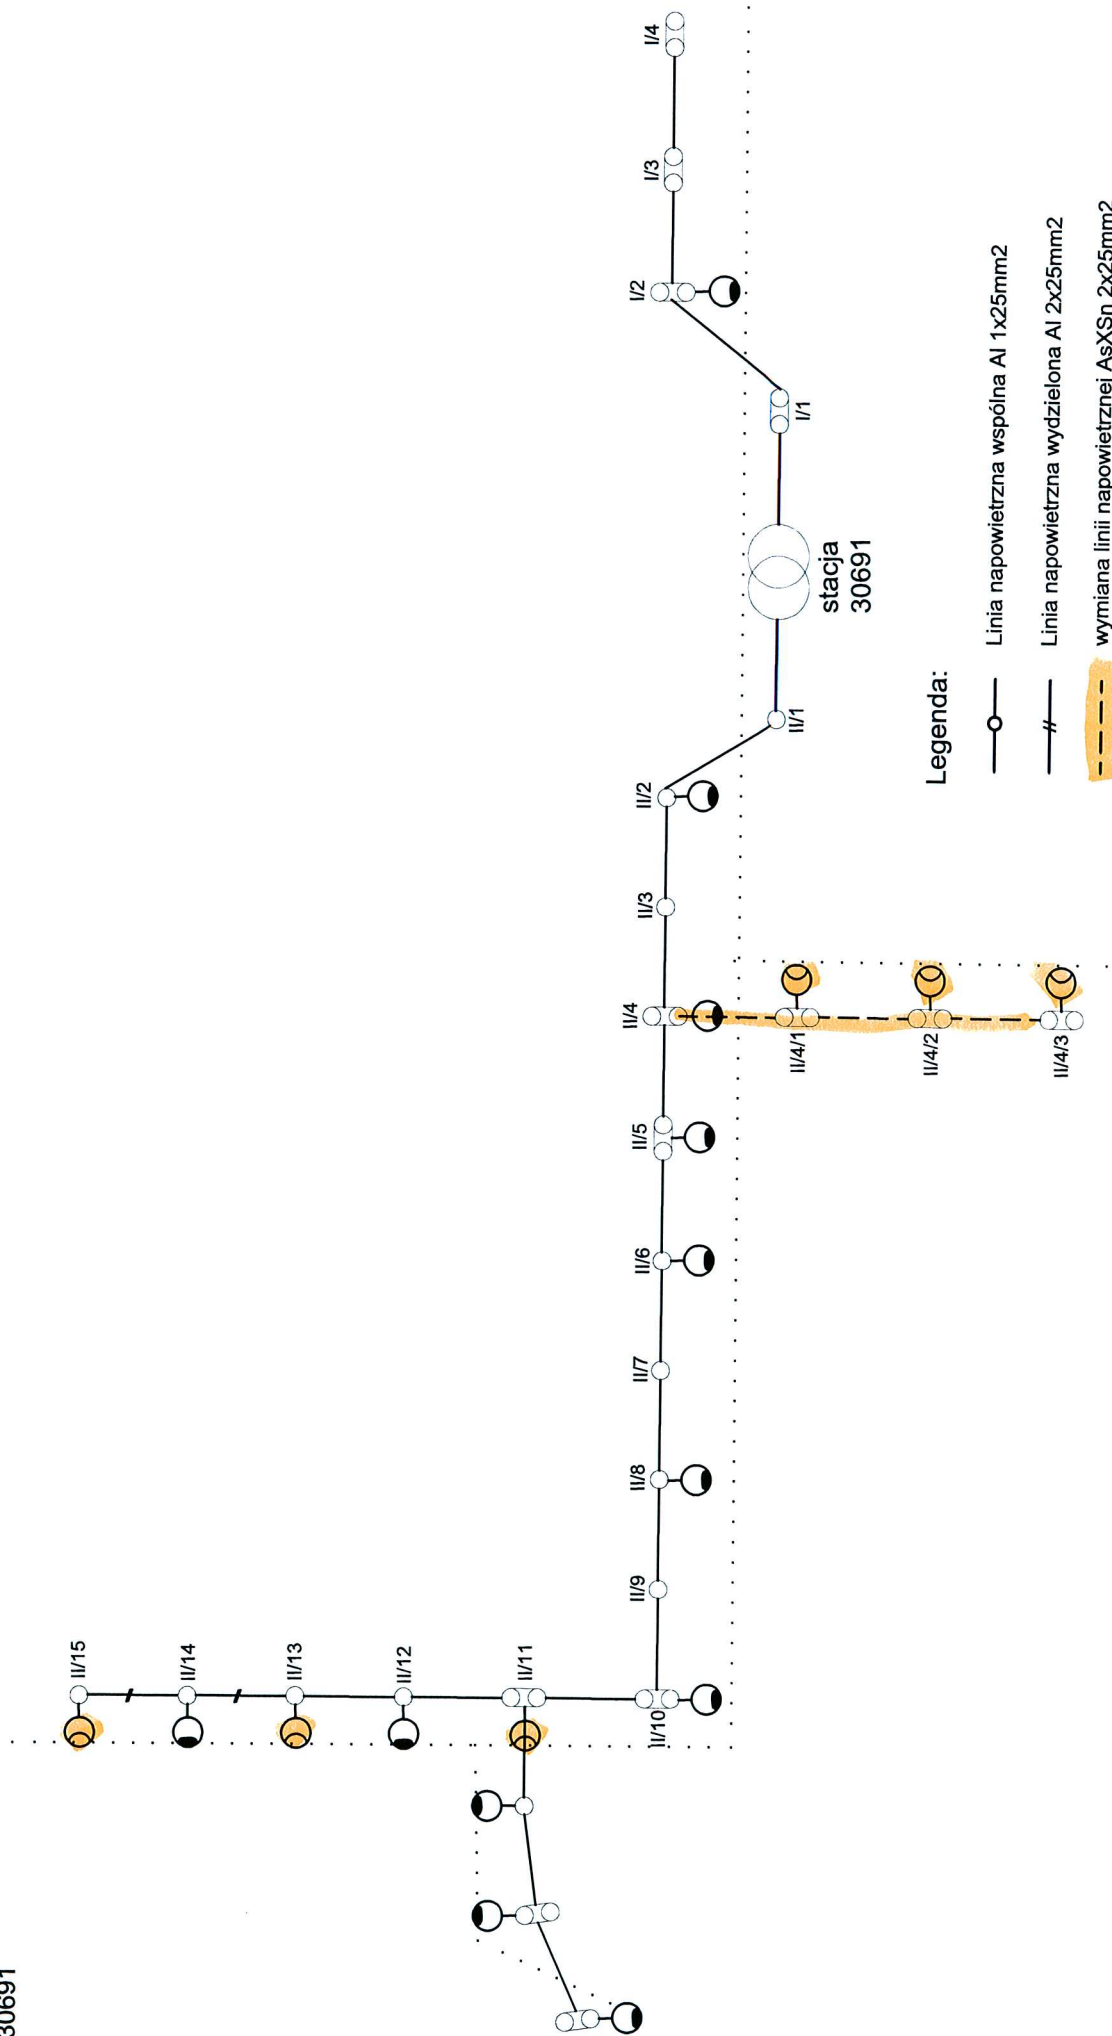 30691
II/15
II/14
II/13
II/12
II/11
II/10
II/9
II/8
II/7
II/6
II/5
II/4
II/3
II/2
II/1
I/1
I/2
I/3
I/4
II/4/1
II/4/2
II/4/3
stacja
30691
Legenda:
Linia napowietrzna wspólna Al 1x25mm2
Linia napowietrzna wydzielona Al 2x25mm2
wymiana linii napowietrznej AsXSn 2x25mm2